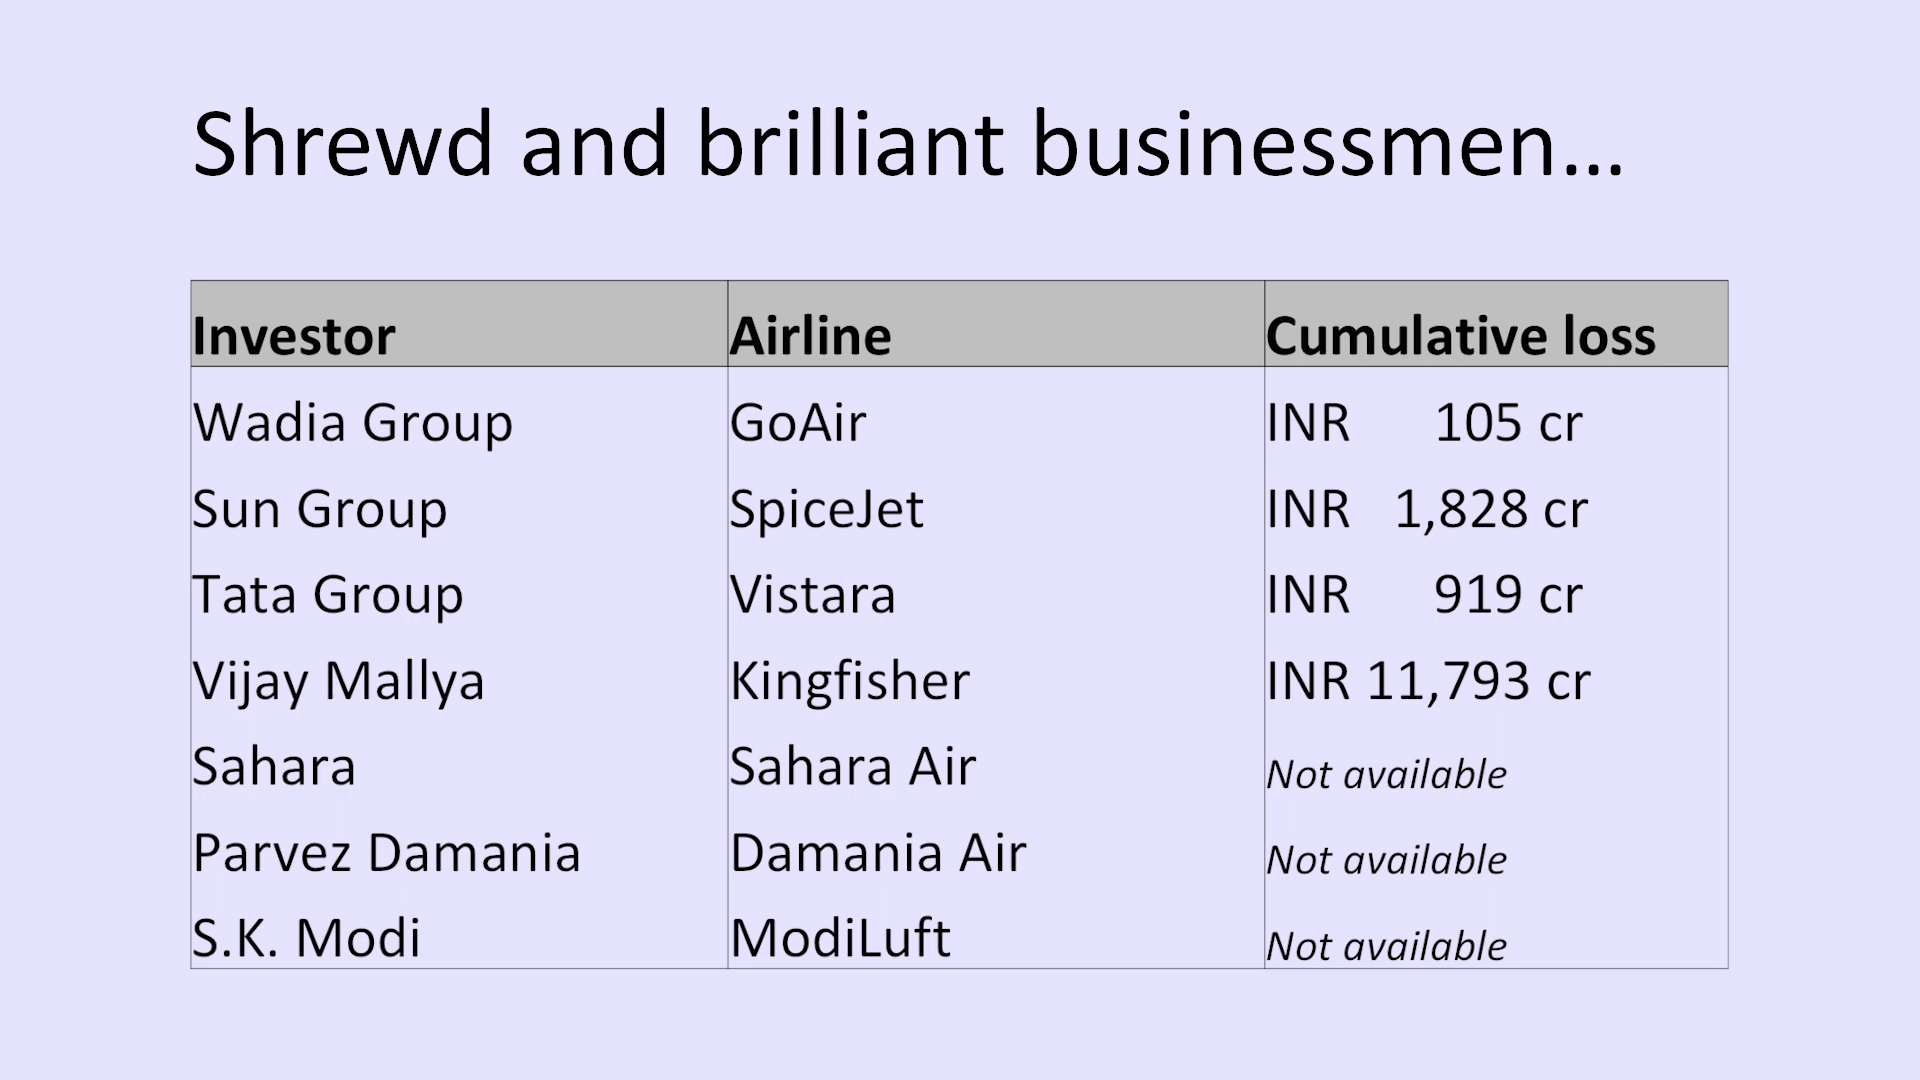 Shrewd and brilliant businessmen...
Investor Airline Cumulative loss
Wadia Group GoAir INR 105 cr
Sun Group SpiceJet INR 1,828 cr
Tata Group Vistara INR 919 cr
Vijay Mallya Kingfisher INR 11,793 cr
Sahara Sahara Air Not available
Parvez Damania Damania Air Not available
S.K. Modi ModiLuft Not available